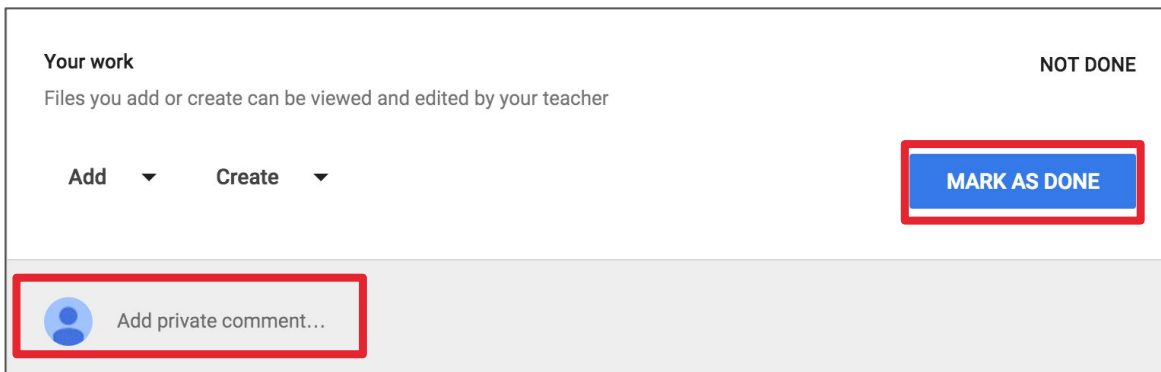 Your work
NOT DONE
Files you add or create can be viewed and edited by your teacher
Add Create
MARK AS DONE
Add private comment...